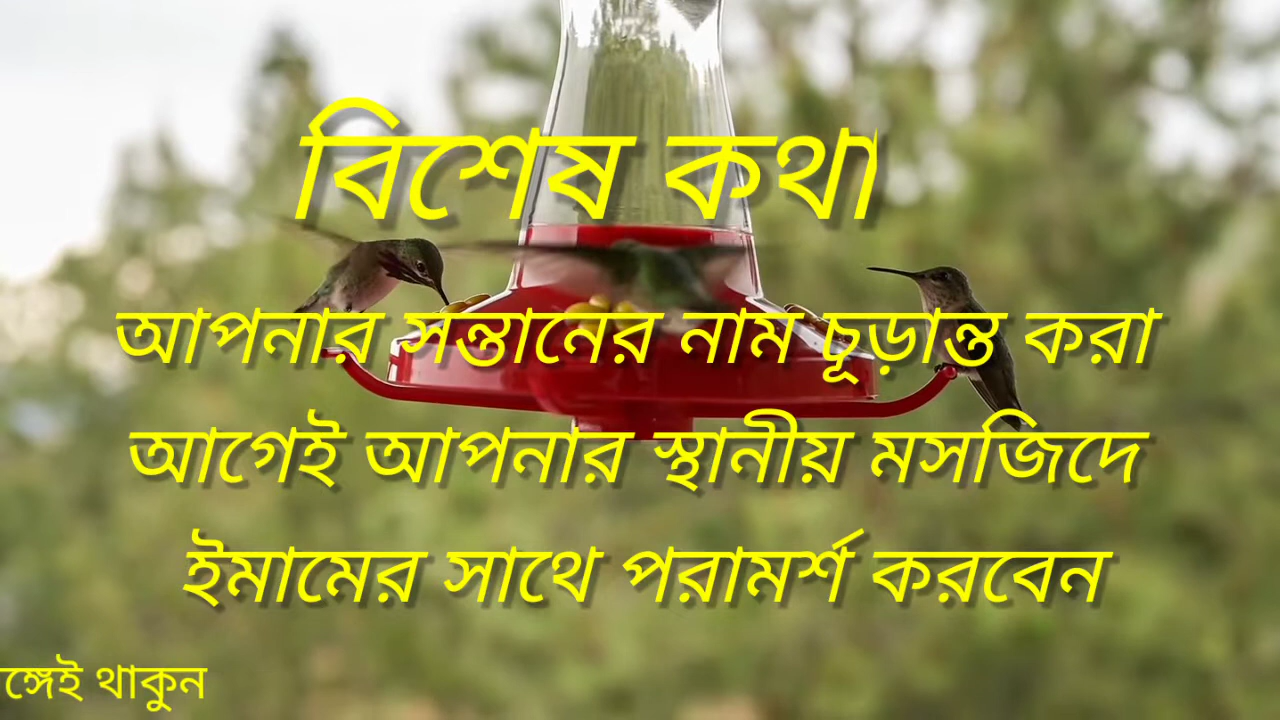 বিশেষ কথা
আপনার সন্তানের নাম চূড়ান্ত করা
আগেই আপনার স্থানীয় মসজিদে
ইমামের সাথে পরামর্শ করবেন
থাকুন